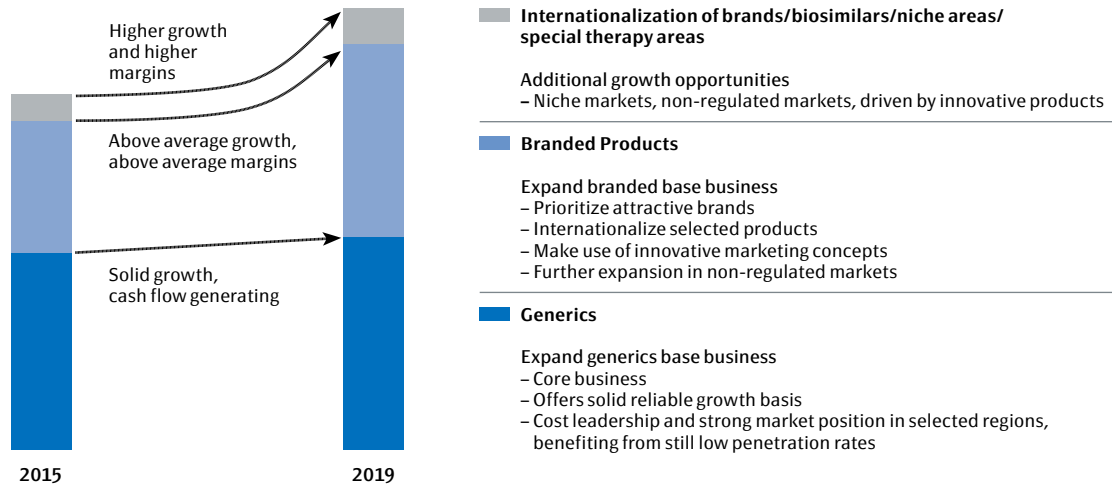 Higher growth
and higher
margins
Above average growth,
above average margins
Solid growth,
cash flow generating
2015
2019
Internationalization of brands/biosimilars/niche areas/
special therapy areas
Additional growth opportunities
– Niche markets, non-regulated markets, driven by innovative products
Branded Products
Expand branded base business
– Prioritize attractive brands
– Internationalize selected products
– Make use of innovative marketing concepts
– Further expansion in non-regulated markets
Generics
Expand generics base business
– Core business
– Offers solid reliable growth basis
– Cost leadership and strong market position in selected regions,
benefiting from still low penetration rates